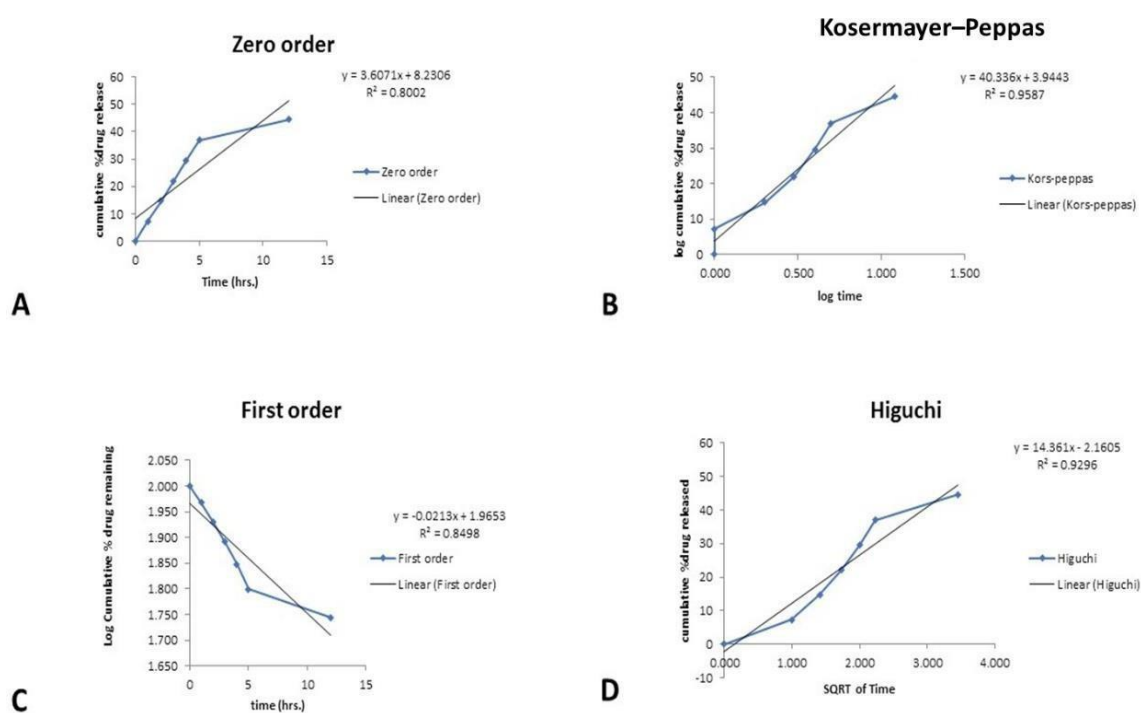 Zero order
y = 3.6071x + 8.2306
R² = 0.8002
60
50
40
30
20
10
0
0 5 10 15
cumulative %drug release
Time (hrs.)
Zero order
Linear (Zero order)
A
Kosermayer–Peppas
y = 40.336x + 3.9443
R² = 0.9587
50
40
30
20
10
0
0.000 0.500 1.000 1.500
log cumulative %drug release
log time
Kors-peppas
Linear (Kors-peppas)
B
First order
2.050
2.000
1.950
1.900
1.850
1.800
1.750
1.700
1.650
0 5 10 15
Log Cumulative % drug remaining
time (hrs.)
y = -0.0213x + 1.9653
R² = 0.8498
First order
Linear (First order)
C
Higuchi
y = 14.361x - 2.1605
R² = 0.9296
60
50
40
30
20
10
0
-10
0.000 1.000 2.000 3.000 4.000
cumulative %drug released
SQRT of Time
Higuchi
Linear (Higuchi)
D